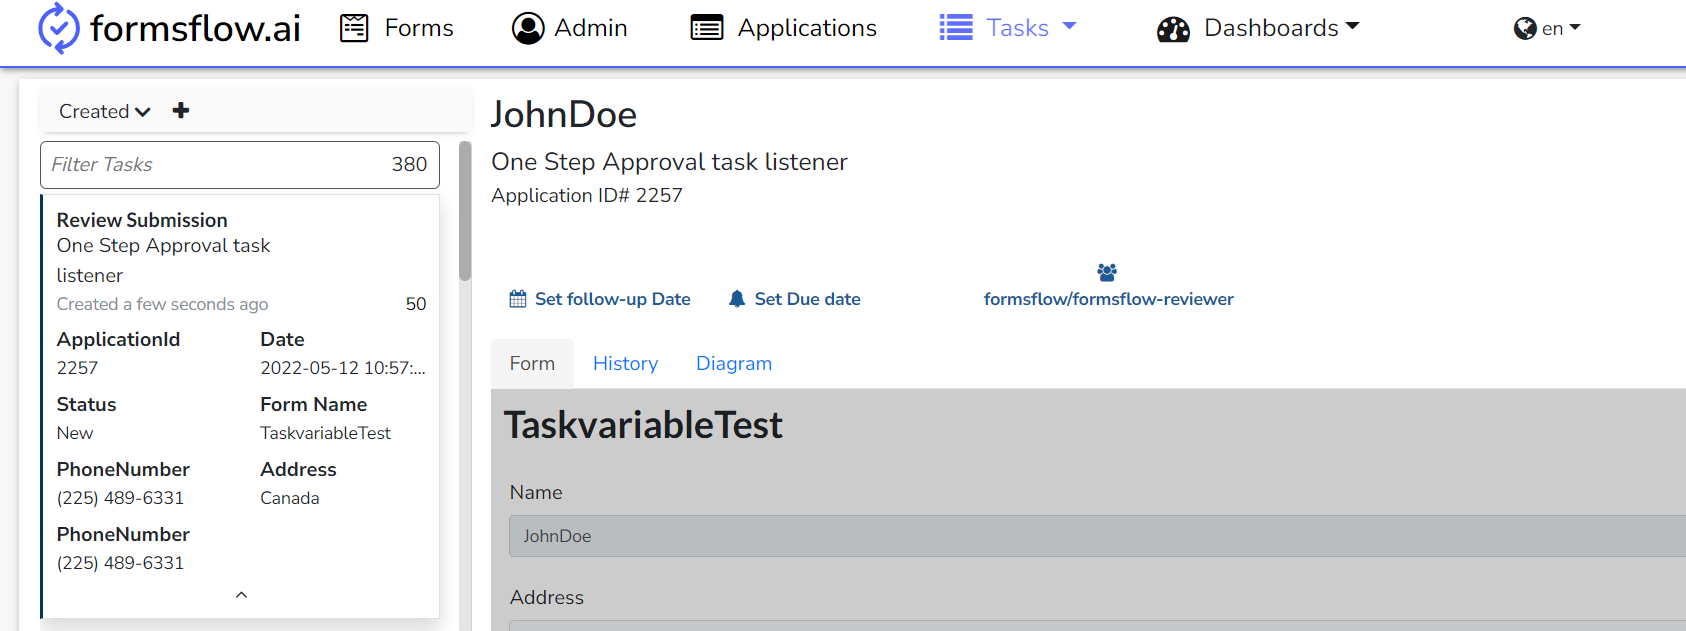 formsflow.ai Forms Admin Applications Tasks Dashboards en
Created
Filter Tasks 380
Review Submission
One Step Approval task
listener
Created a few seconds ago 50
ApplicationId Date
2257 2022-05-12 10:57:...
Status Form Name
New TaskvariableTest
PhoneNumber Address
(225) 489-6331 Canada
PhoneNumber
(225) 489-6331
JohnDoe
One Step Approval task listener
Application ID# 2257
Set follow-up Date Set Due date formsflow/formsflow-reviewer
Form History Diagram
TaskvariableTest
Name
JohnDoe
Address